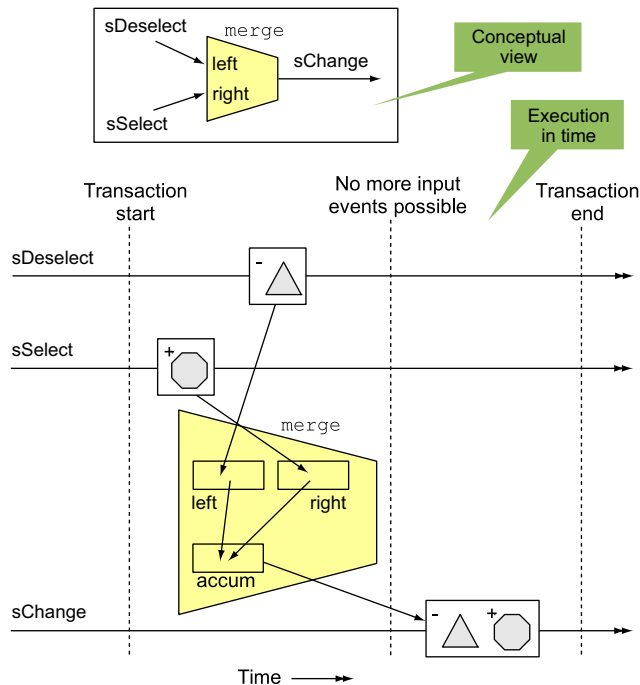 sDeselect
merge
left
right
sSelect
sChange
Conceptual
view
Execution
in time
Transaction
start
No more input
events possible
Transaction
end
sDeselect
-
sSelect
+
merge
left
right
accum
sChange
- +
Time